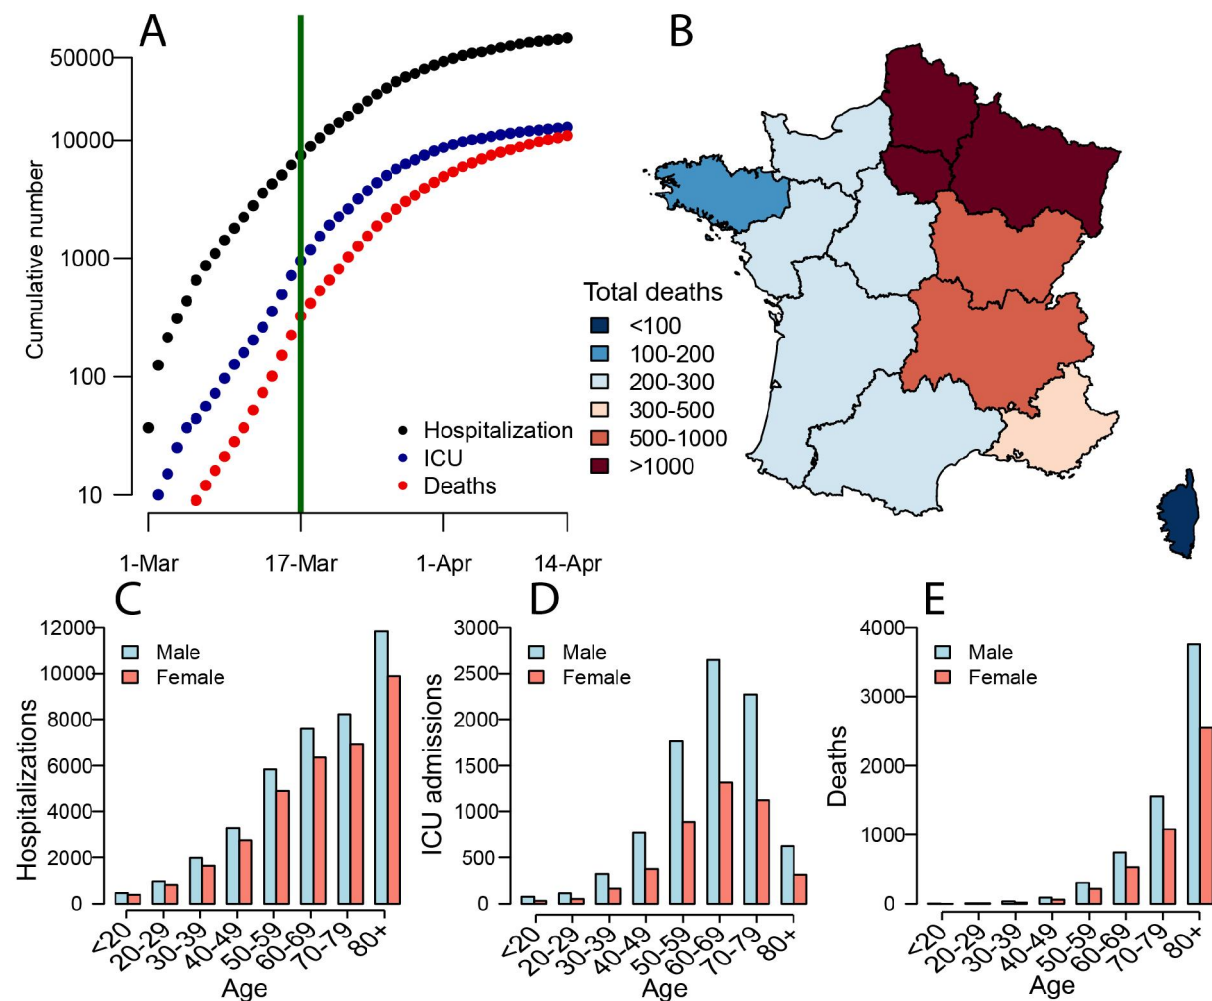 A
Cumulative number
50000
10000
1000
100
10
Hospitalization
ICU
Deaths
1-Mar
17-Mar
1-Apr
14-Apr
B
Total deaths
<100
100-200
200-300
300-500
500-1000
>1000
C
Hospitalizations
12000
10000
8000
6000
4000
2000
0
Male
Female
<20
20-29
30-39
40-49
50-59
60-69
70-79
80+
Age
D
ICU admissions
3000
2500
2000
1500
1000
500
0
Male
Female
<20
20-29
30-39
40-49
50-59
60-69
70-79
80+
Age
E
Deaths
4000
3000
2000
1000
0
Male
Female
<20
20-29
30-39
40-49
50-59
60-69
70-79
80+
Age